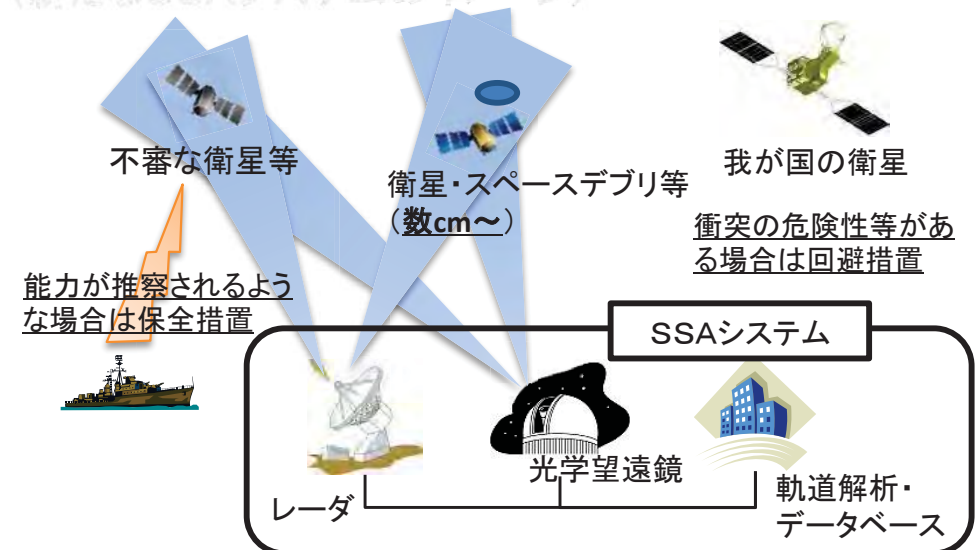 不審な衛星等
衛星・スペースデブリ等
（数cm～）
我が国の衛星
衝突の危険性等があ
る場合は回避措置
能力が推察されるよう
な場合は保全措置
ＳＳＡシステム
レーダ
光学望遠鏡
軌道解析・
データベース